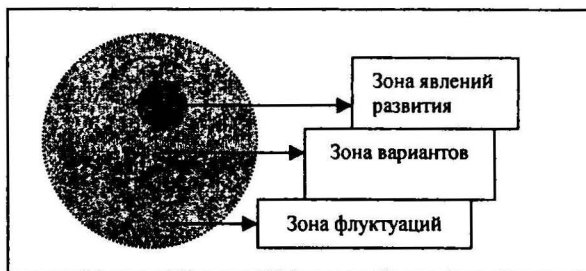 Зона явлений
развития
Зона вариантов
Зона флуктуаций